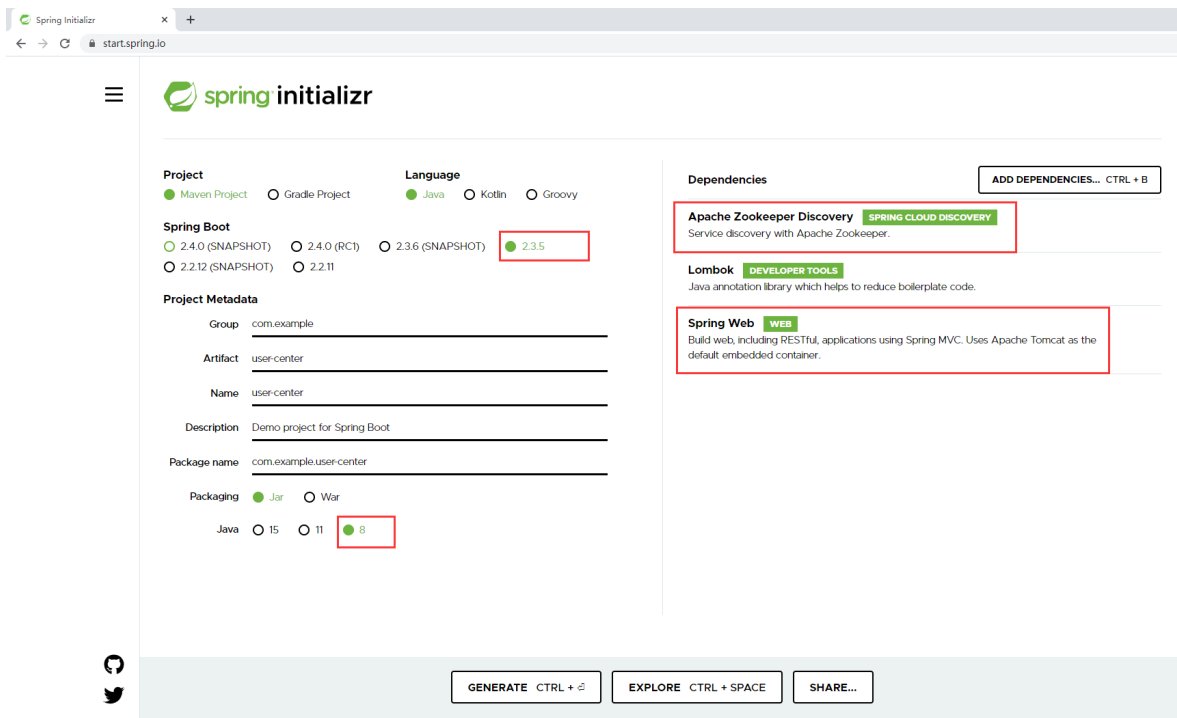 Spring Initializr
start.spring.io
spring initializr
Project
Maven Project Gradle Project
Language
Java Kotlin Groovy
Spring Boot
2.4.0 (SNAPSHOT) 2.4.0 (RC1) 2.3.6 (SNAPSHOT) 2.3.5
2.2.12 (SNAPSHOT) 2.2.11
Project Metadata
Group com.example
Artifact user-center
Name user-center
Description Demo project for Spring Boot
Package name com.example.user-center
Packaging Jar War
Java 15 11 8
Dependencies
ADD DEPENDENCIES... CTRL + B
Apache Zookeeper Discovery SPRING CLOUD DISCOVERY
Service discovery with Apache Zookeeper.
Lombok DEVELOPER TOOLS
Java annotation library which helps to reduce boilerplate code.
Spring Web WEB
Build web, including RESTful, applications using Spring MVC. Uses Apache Tomcat as the
default embedded container.
GENERATE CTRL + ⏎
EXPLORE CTRL + SPACE
SHARE...